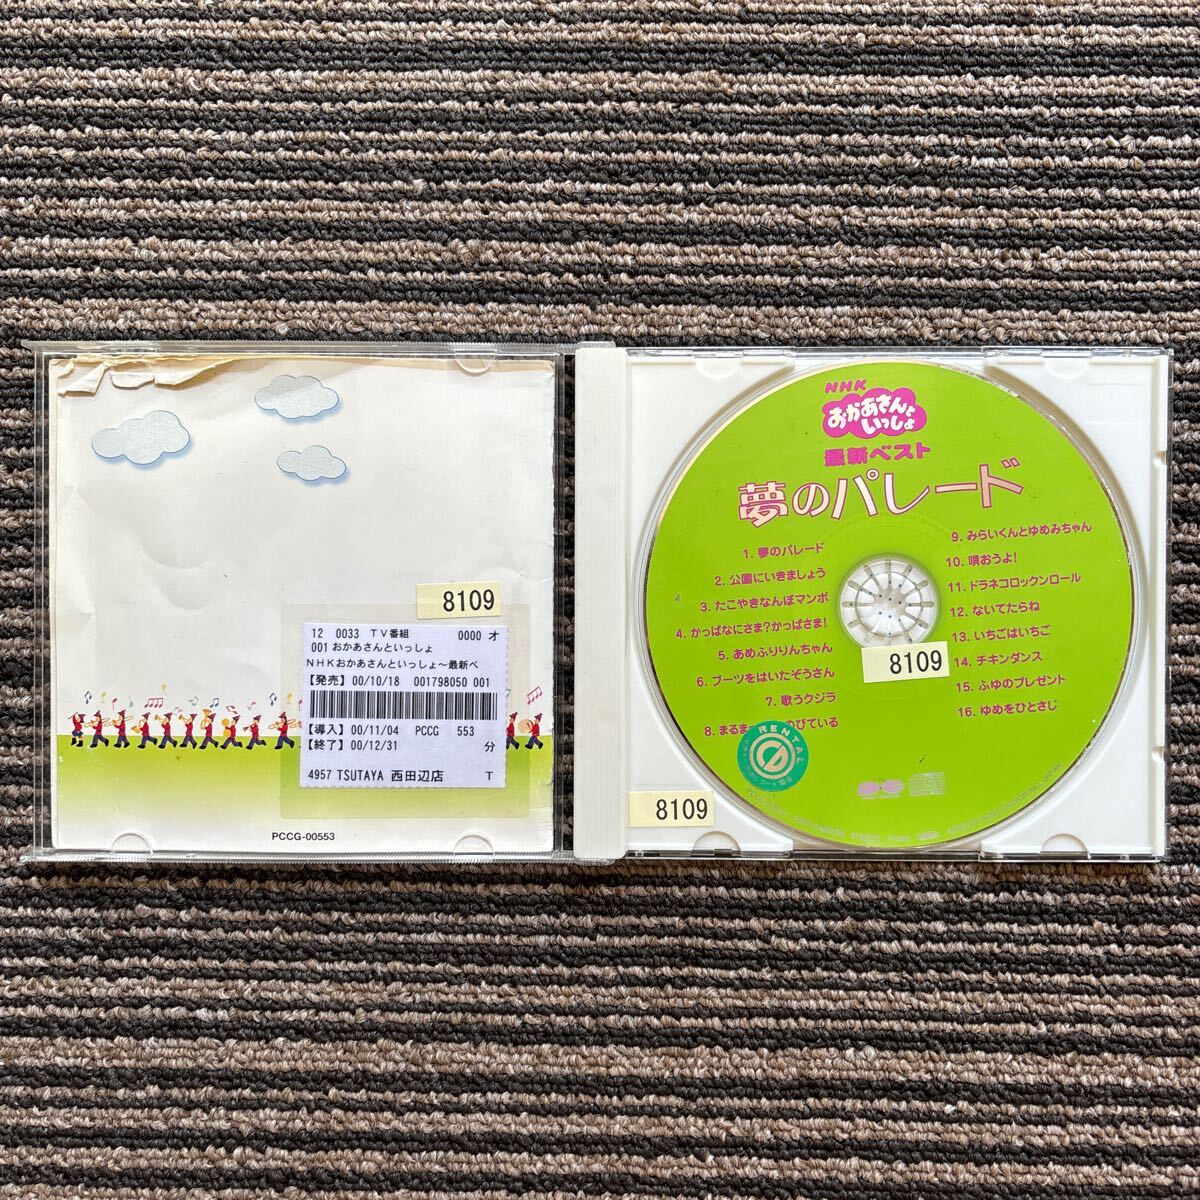 8109
12 0033 TV番組 0000 オ
001 おかあさんといっしょ
NHKおかあさんといっしょ～最新ベ
【発売】 00/10/18 001798050 001
【導入】 00/11/04 PCCG 553
【終了】 00/12/31 分
4957 TSUTAYA 西田辺店 T
PCCG-00553
NHK
おかあさんと
いっしょ
最新ベスト
夢のパレード
1. 夢のパレード
2. 公園にいきましょう
3. たこやきなんぼマンボ
4. かっぱなにさま?かっぱさま!
5. あめふりりんちゃん
6. ブーツをはいたぞうさん
7. 歌うクジラ
8. まるま のびている
9. みらいくんとゆめみちゃん
10. 唄おうよ!
11. ドラネコロックンロール
12. ないてたらね
13. いちごはいちご
14. チキンダンス
15. ふゆのプレゼント
16. ゆめをひとさじ
8109
RENTAL
8109